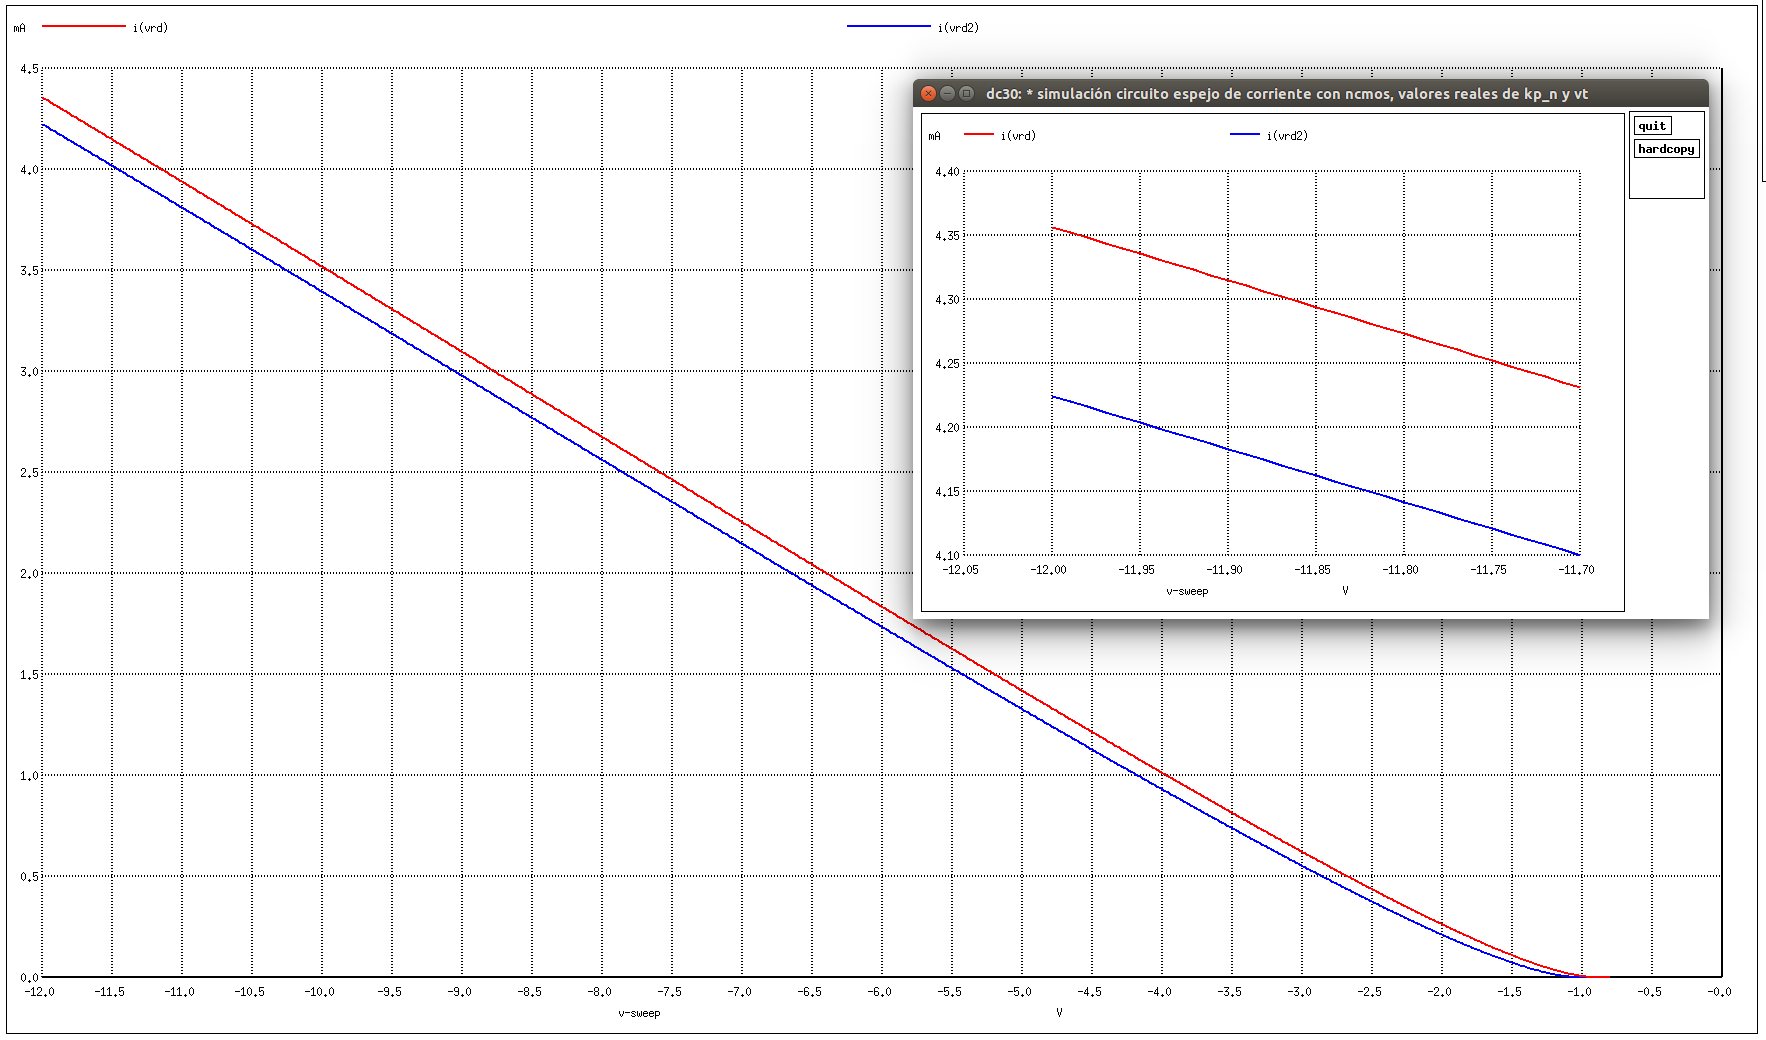 mA i(vrd) i(vrd2)
4.5
4.0
3.5
3.0
2.5
2.0
1.5
1.0
0.5
0.0
-12.0 -11.5 -11.0 -10.5 -10.0 -9.5 -9.0 -8.5 -8.0 -7.5 -7.0 -6.5 -6.0 -5.5 -5.0 -4.5 -4.0 -3.5 -3.0 -2.5 -2.0 -1.5 -1.0 -0.5 -0.0
v-sweep V
dc30: * simulación circuito espejo de corriente con ncmos, valores reales de kp_n y vt
mA i(vrd) i(vrd2)
quit
hardcopy
4.40
4.35
4.30
4.25
4.20
4.15
4.10
-12.05 -12.00 -11.95 -11.90 -11.85 -11.80 -11.75 -11.70
v-sweep V